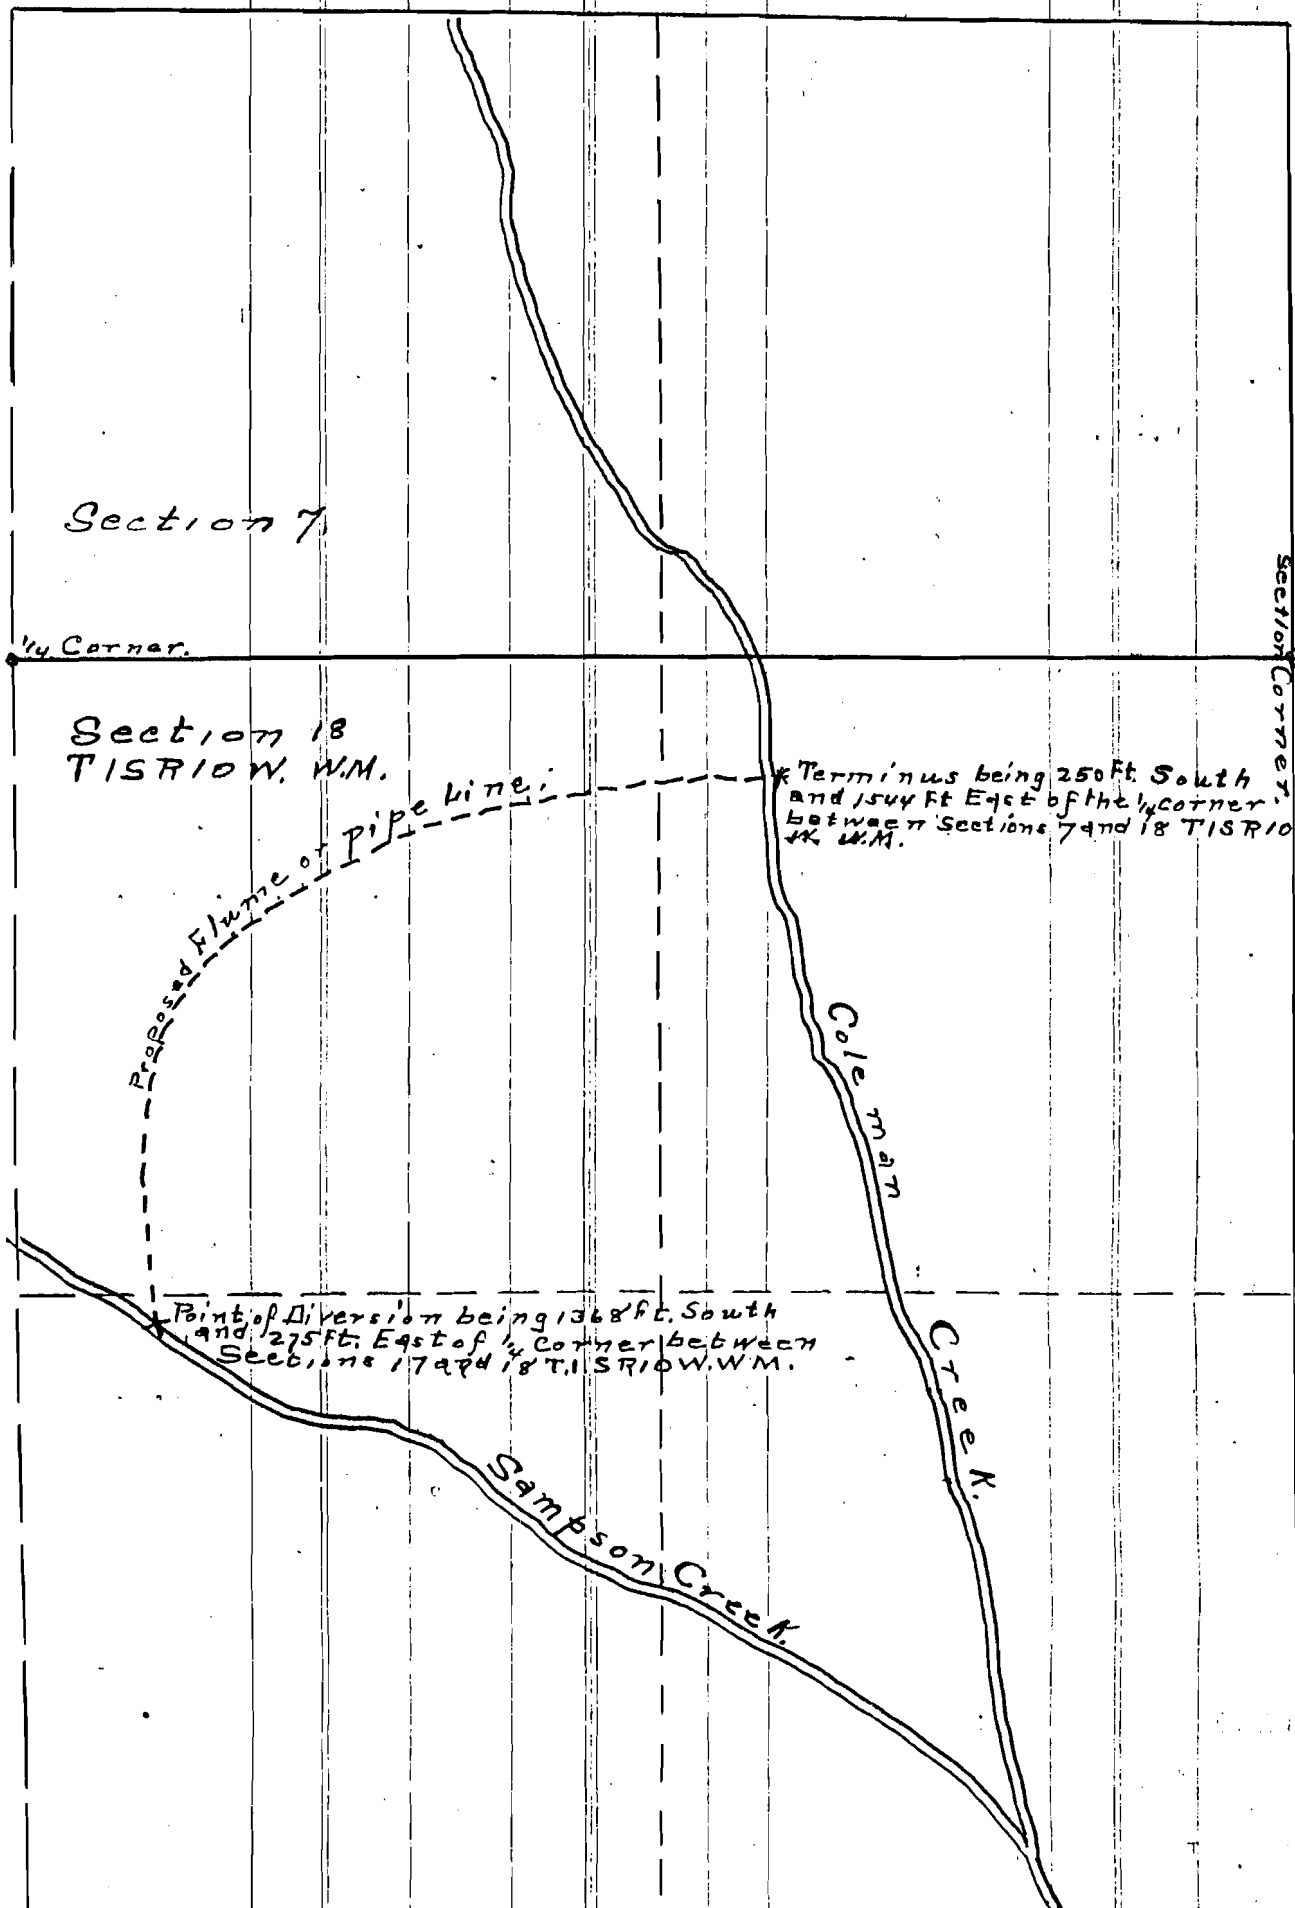 Section 7
1/4 Corner.
Section Corner.
Section 18
T1SR10W. W.M.
Proposed Flume or pipe Line.
Terminus being 250 Ft. South
and 1544 Ft East of the 1/4 corner
between Sections 7 and 18 T1SR10
W. W.M.
Coleman Creek.
Point of Diversion being 1368 Ft. South
and 275 Ft. East of 1/4 Corner between
Sections 17 and 18 T.1.SR10W.W.M.
Sampson Creek.